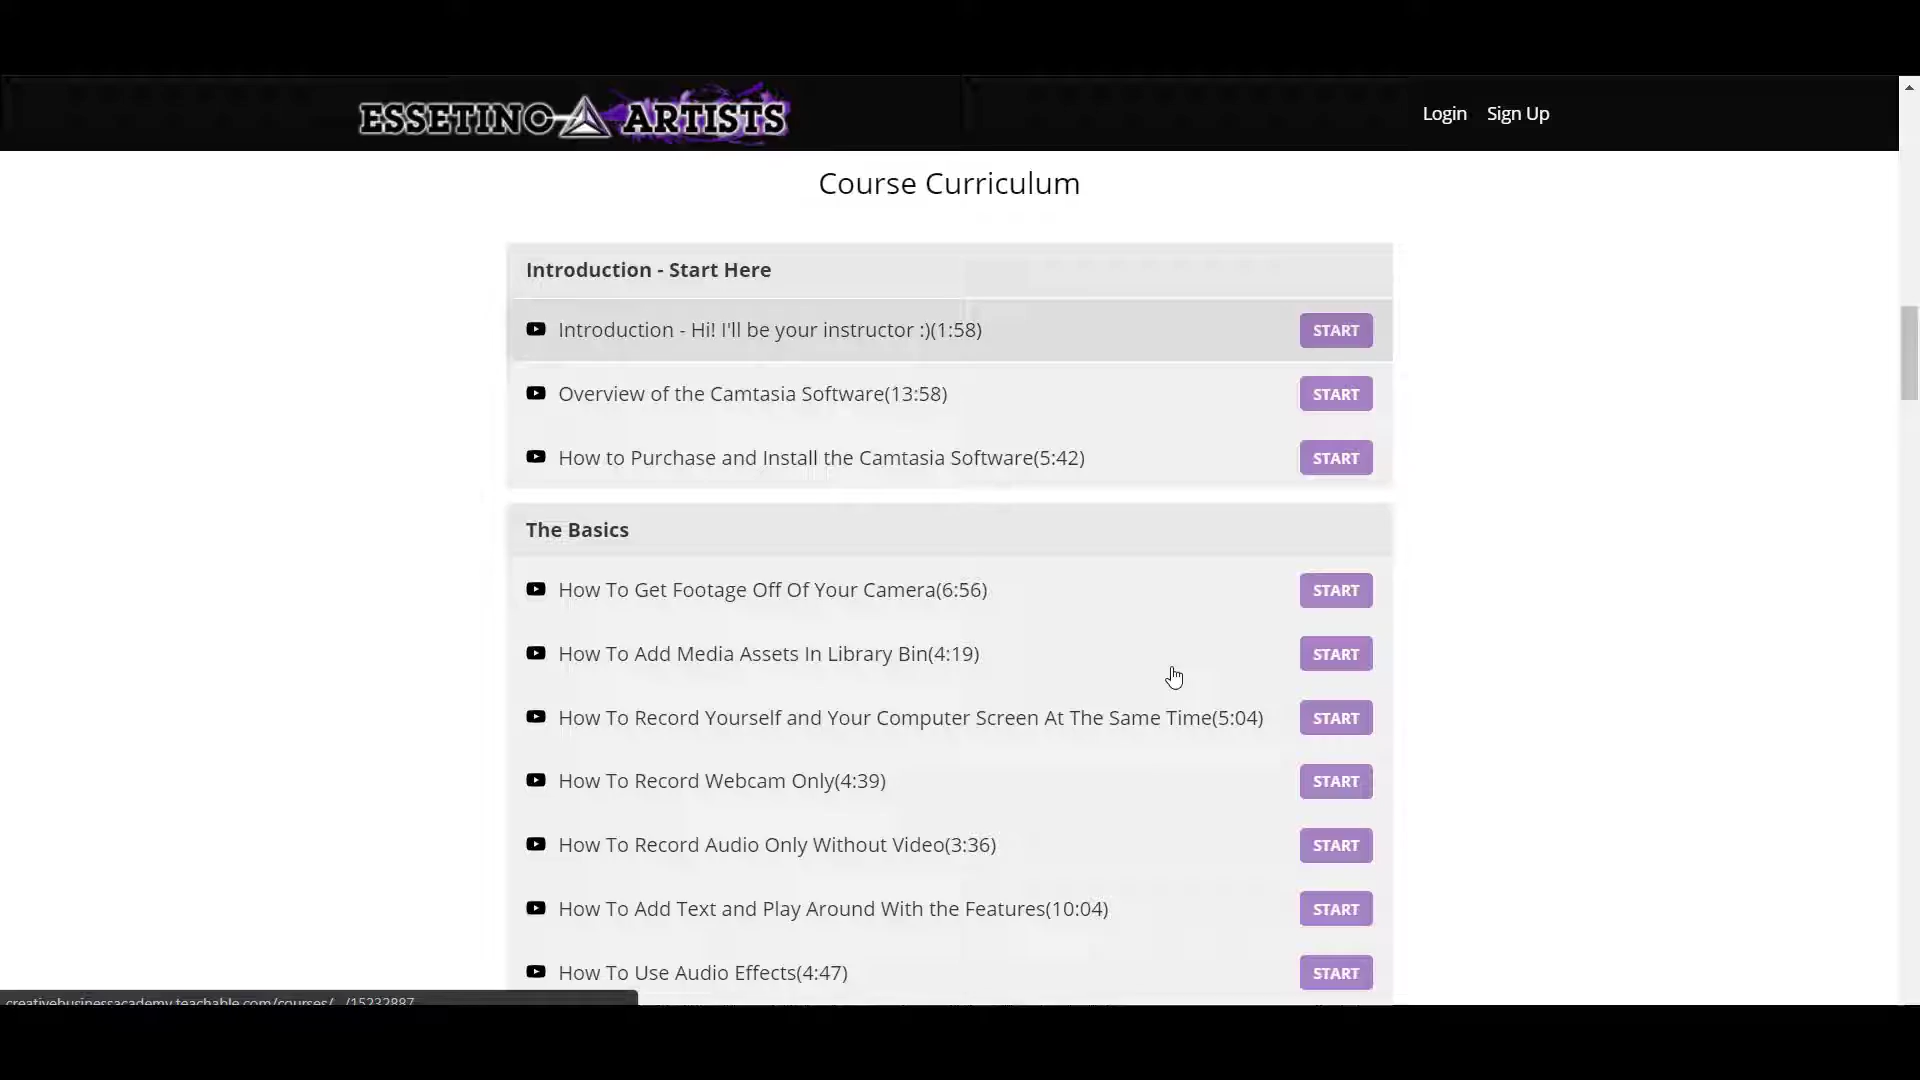 ESSETINO ARTISTS
Login Sign Up
Course Curriculum
Introduction - Start Here
Introduction - Hi! I'll be your instructor :)(1:58) START
Overview of the Camtasia Software(13:58) START
How to Purchase and Install the Camtasia Software(5:42) START
The Basics
How To Get Footage Off Of Your Camera(6:56) START
How To Add Media Assets In Library Bin(4:19) START
How To Record Yourself and Your Computer Screen At The Same Time(5:04) START
How To Record Webcam Only(4:39) START
How To Record Audio Only Without Video(3:36) START
How To Add Text and Play Around With the Features(10:04) START
How To Use Audio Effects(4:47) START
creativebusinessacademy.teachable.com/courses/.../15232887